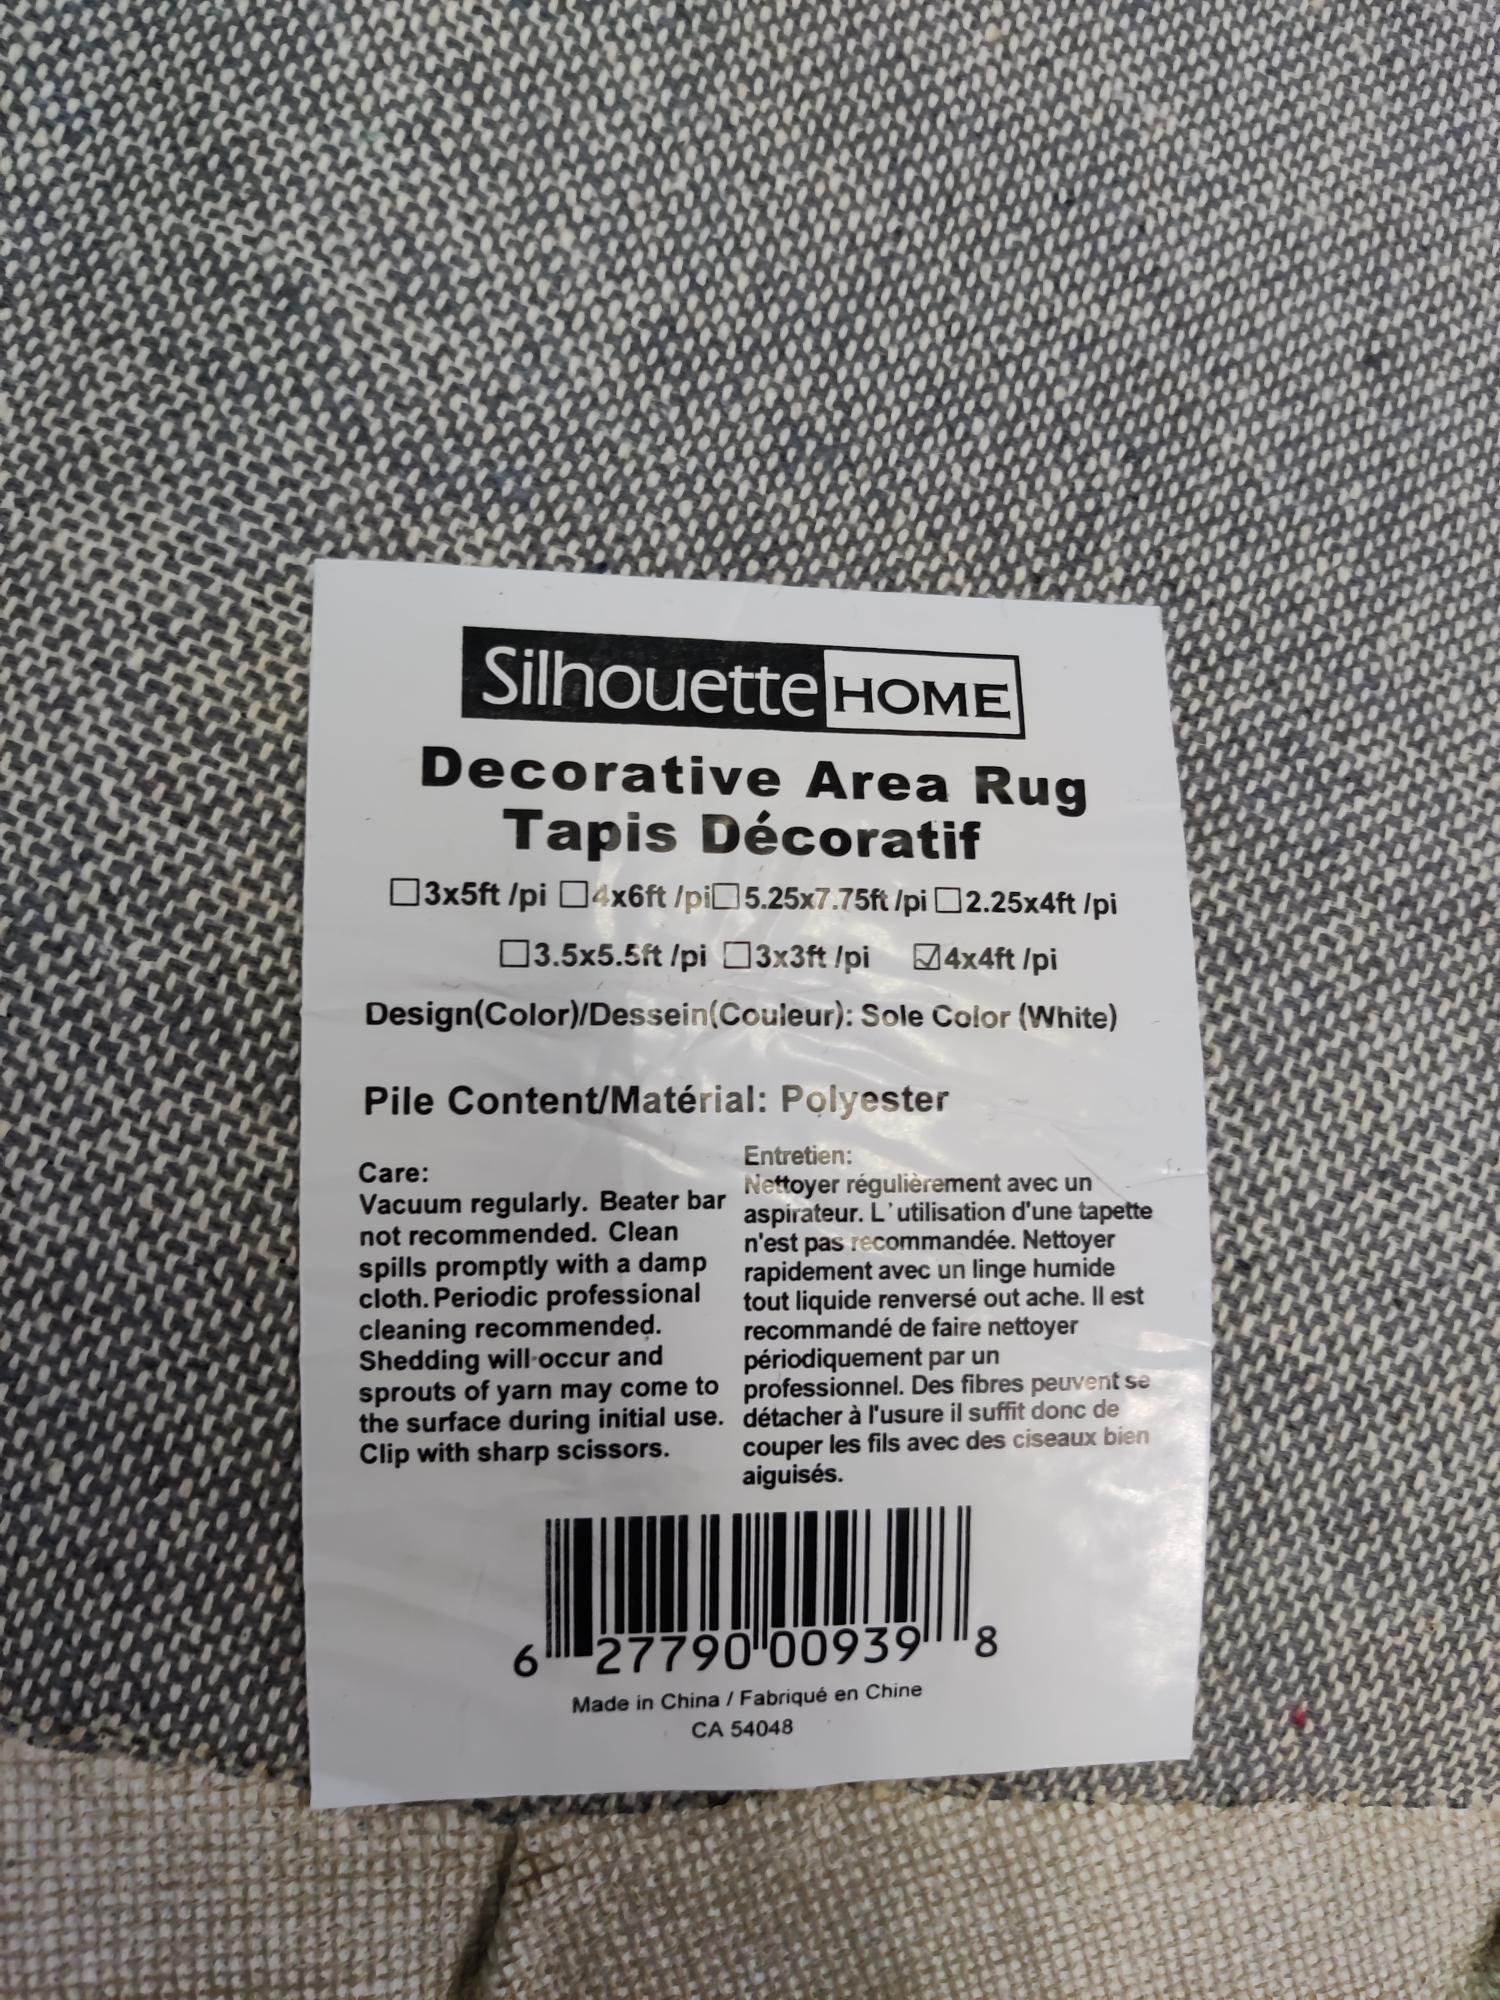 Silhouette HOME
Decorative Area Rug
Tapis Décoratif
☐3x5ft /pi ☐4x6ft /pi☐5.25x7.75ft /pi ☐2.25x4ft /pi
☐3.5x5.5ft /pi ☐3x3ft /pi ☑4x4ft /pi
Design(Color)/Dessein(Couleur): Sole Color (White)
Pile Content/Matérial: Polyester
Care:
Vacuum regularly. Beater bar
not recommended. Clean
spills promptly with a damp
cloth. Periodic professional
cleaning recommended.
Shedding will occur and
sprouts of yarn may come to
the surface during initial use.
Clip with sharp scissors.
Entretien:
Nettoyer régulièrement avec un
aspirateur. L'utilisation d'une tapette
n'est pas recommandée. Nettoyer
rapidement avec un linge humide
tout liquide renversé out ache. Il est
recommandé de faire nettoyer
périodiquement par un
professionnel. Des fibres peuvent se
détacher à l'usure il suffit donc de
couper les fils avec des ciseaux bien
aiguisés.
6 27790 00939 8
Made in China / Fabriqué en Chine
CA 54048